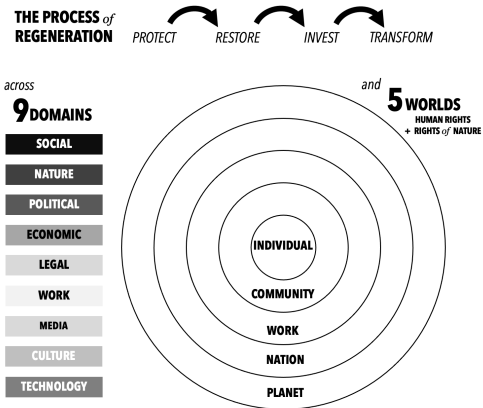 THE PROCESS of
REGENERATION
PROTECT RESTORE INVEST TRANSFORM
across
9 DOMAINS
and
5 WORLDS
HUMAN RIGHTS
+ RIGHTS of NATURE
SOCIAL
NATURE
POLITICAL
ECONOMIC
LEGAL
WORK
MEDIA
CULTURE
TECHNOLOGY
INDIVIDUAL
COMMUNITY
WORK
NATION
PLANET